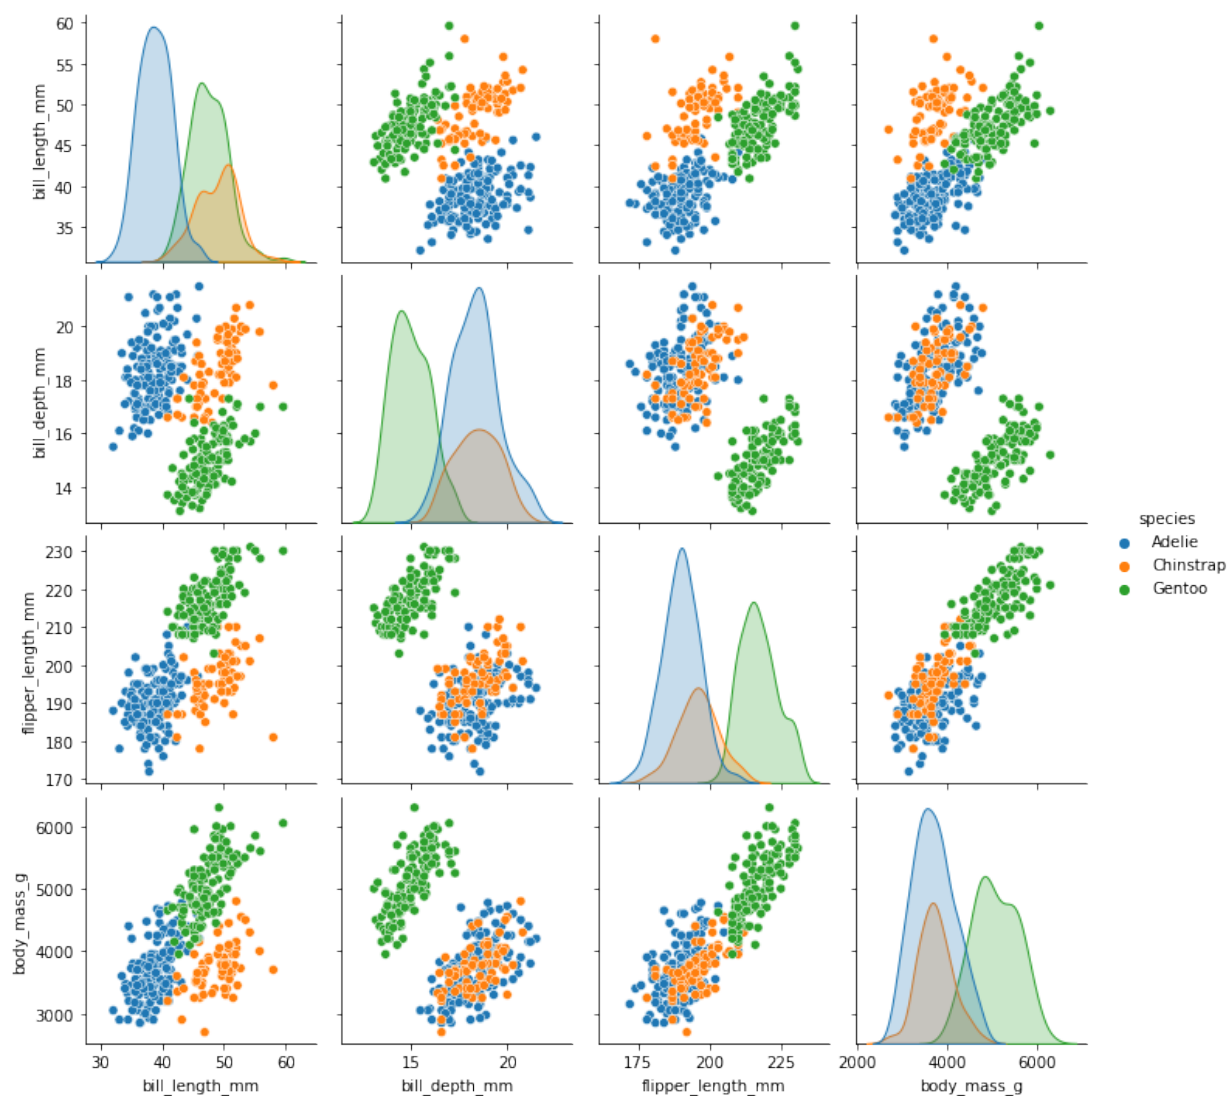 60
55
50
45
40
35
bill_length_mm
20
18
16
14
bill_depth_mm
species
Adelie
Chinstrap
Gentoo
230
220
210
200
190
180
170
flipper_length_mm
6000
5000
4000
3000
body_mass_g
30 40 50 60
15 20
175 200 225
2000 4000 6000
bill_length_mm bill_depth_mm flipper_length_mm body_mass_g